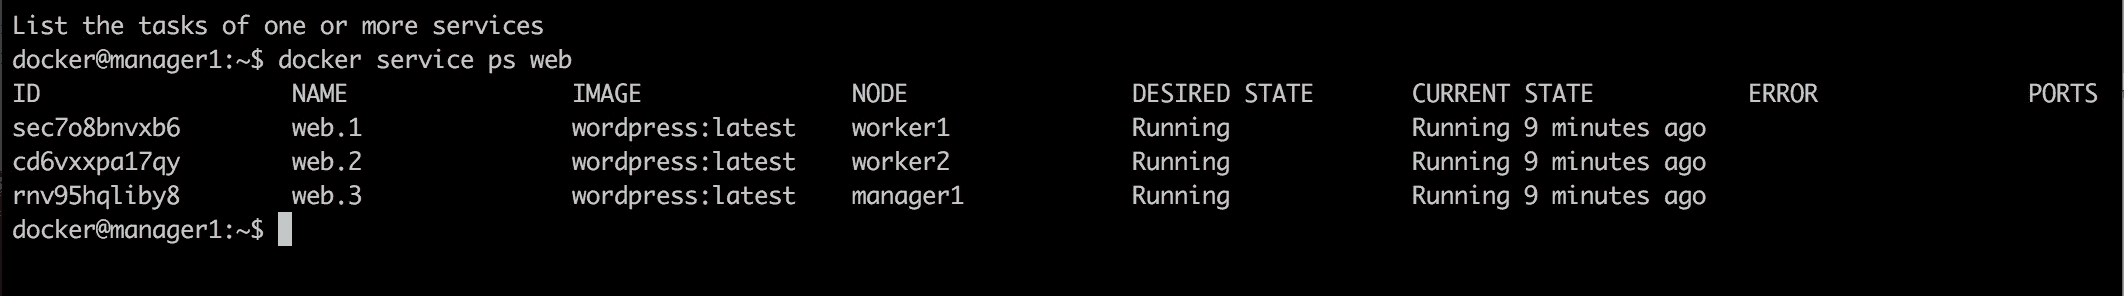 List the tasks of one or more services
docker@manager1:~$ docker service ps web
ID                  NAME                IMAGE               NODE                DESIRED STATE       CURRENT STATE           ERROR               PORTS
sec7o8bnvxb6        web.1               wordpress:latest    worker1             Running             Running 9 minutes ago
cd6vxxpa17qy        web.2               wordpress:latest    worker2             Running             Running 9 minutes ago
rnv95hqliby8        web.3               wordpress:latest    manager1            Running             Running 9 minutes ago
docker@manager1:~$